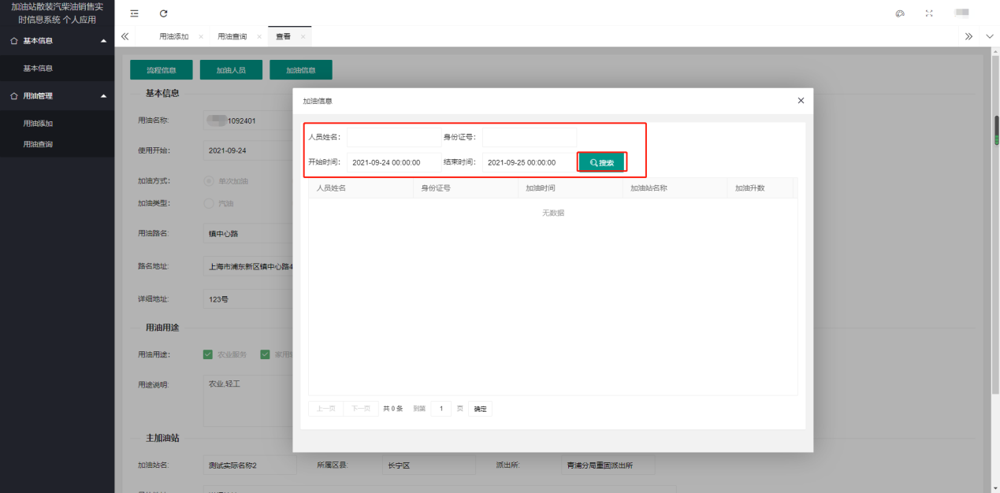 加油站散装汽柴油销售实
时信息系统 个人应用
基本信息
基本信息
用油管理
用油添加
用油查询
用油添加 × 用油查询 × 查看 ×
流程信息 加油人员 加油信息
基本信息
用油名称: 1092401
使用开始: 2021-09-24
加油方式: 单次加油
加油类型: 汽油
用油路名: 镇中心路
路名地址: 上海市浦东新区镇中心路4
详细地址: 123号
用油用途
用油用途: 农业服务
用途说明: 农业,轻工
主加油站
加油站名: 测试实际名称2 所属区县: 长宁区 派出所: 青浦分局重固派出所
加油信息
人员姓名: 身份证号:
开始时间: 2021-09-24 00:00:00 结束时间: 2021-09-25 00:00:00 搜索
人员姓名 身份证号 加油时间 加油站名称 加油升数
无数据
上一页 下一页 共 0 条 到第 1 页 确定